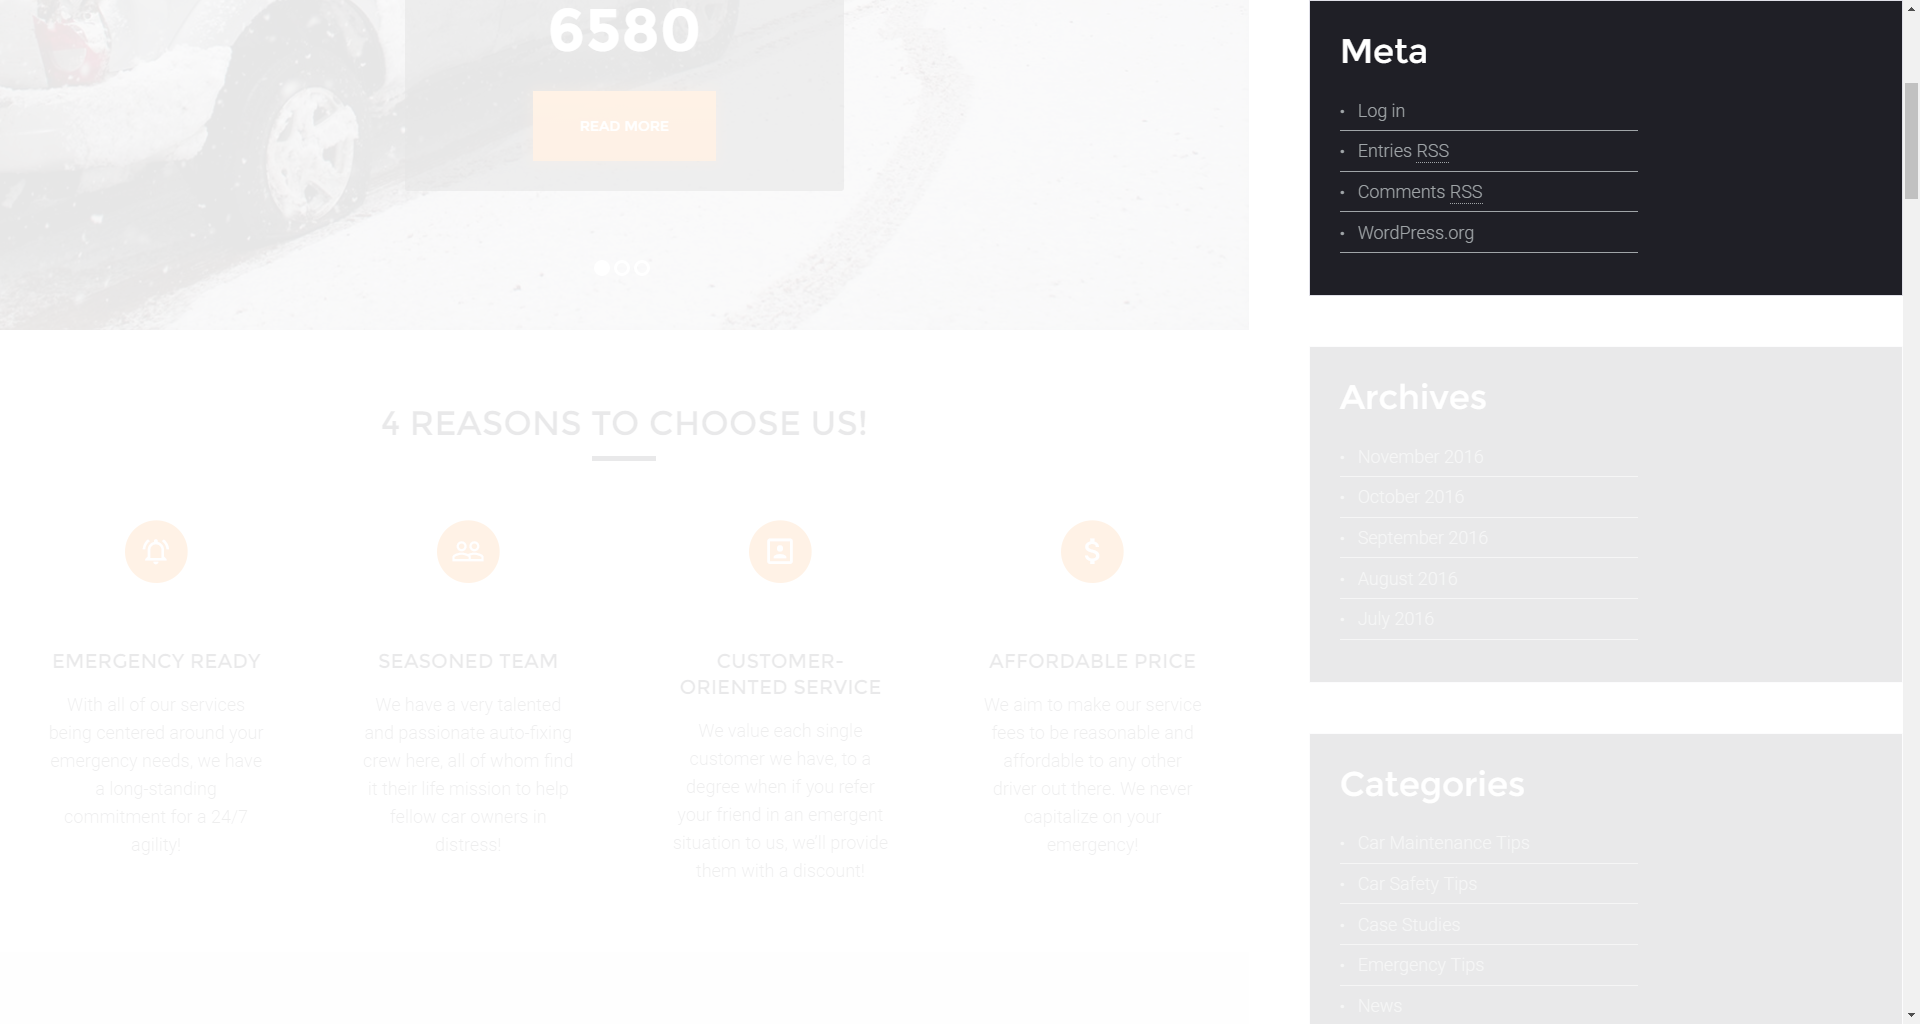 6580
READ MORE
4 REASONS TO CHOOSE US!
EMERGENCY READY
With all of our services
being centered around your
emergency needs, we have
a long-standing
commitment for a 24/7
agility!
SEASONED TEAM
We have a very talented
and passionate auto-fixing
crew here, all of whom find
it their life mission to help
fellow car owners in
distress!
CUSTOMER-
ORIENTED SERVICE
We value each single
customer we have, to a
degree when if you refer
your friend in an emergent
situation to us, we'll provide
them with a discount!
AFFORDABLE PRICE
We aim to make our service
fees to be reasonable and
affordable to any other
driver out there. We never
capitalize on your
emergency!
Meta
• Log in
• Entries RSS
• Comments RSS
• WordPress.org
Archives
• November 2016
• October 2016
• September 2016
• August 2016
• July 2016
Categories
• Car Maintenance Tips
• Car Safety Tips
• Case Studies
• Emergency Tips
• News